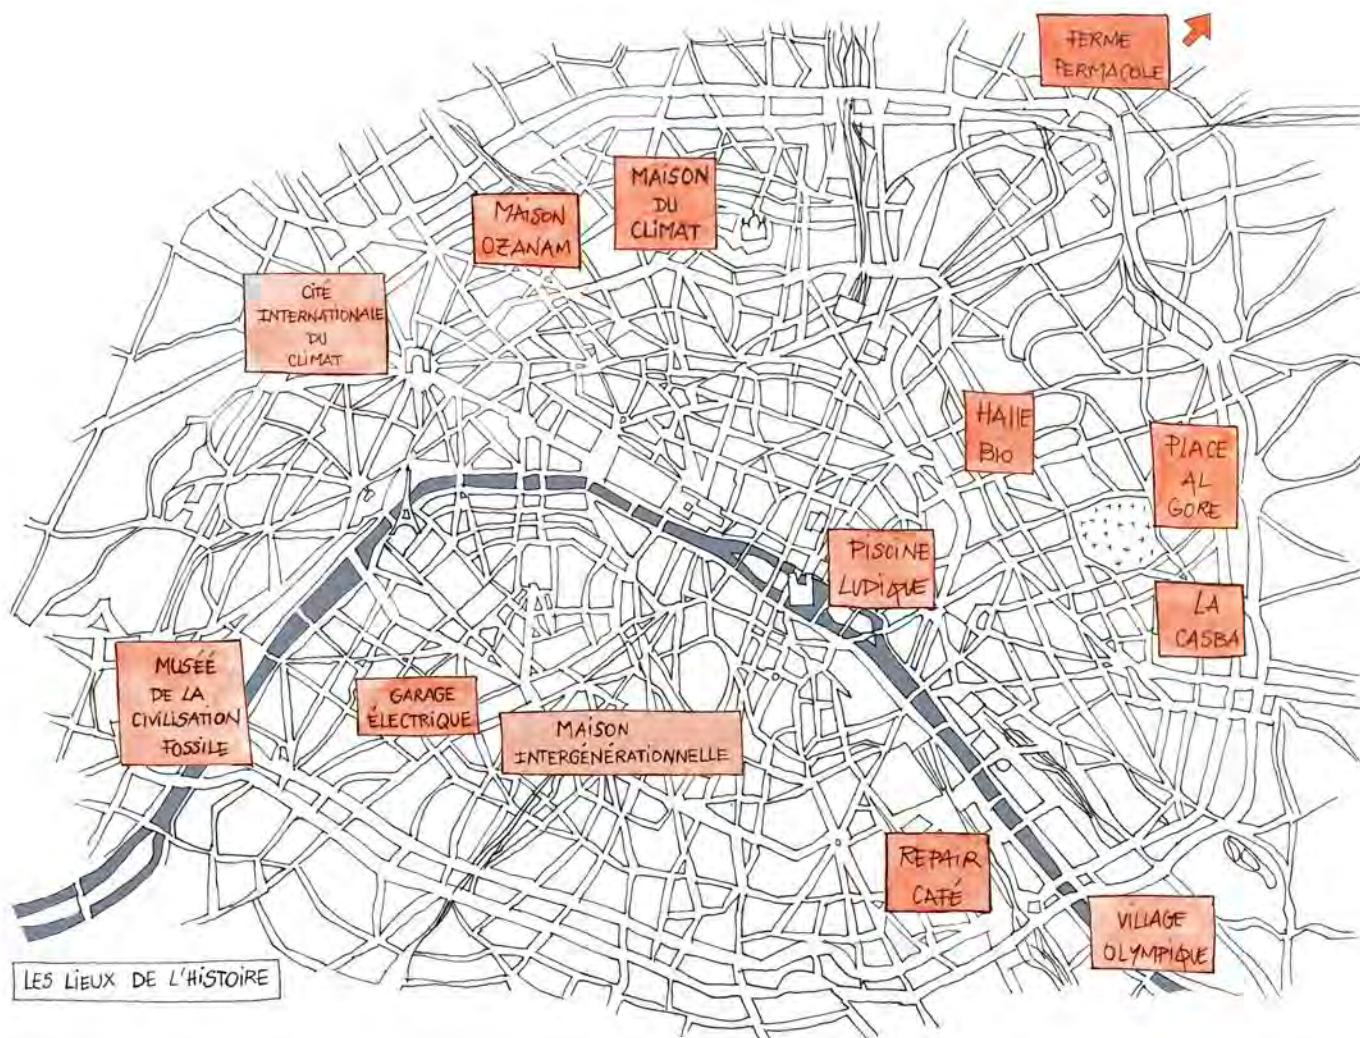 FERME
PERMACOLE
MAISON
DU
CLIMAT
MAISON
OZANAM
CITÉ
INTERNATIONALE
DU
CLIMAT
HALLE
BIO
PLACE
AL
GORE
PISCINE
LUDIQUE
LA
CASBA
MUSÉÉ
DE LA
CIVILISATION
FOSSILE
GARAGE
ÉLECTRIQUE
MAISON
INTERGÉNÉRATIONNELLE
REPAIR
CAFÉ
VILLAGE
OLYMPIQUE
LES LIEUX DE L'HISTOIRE